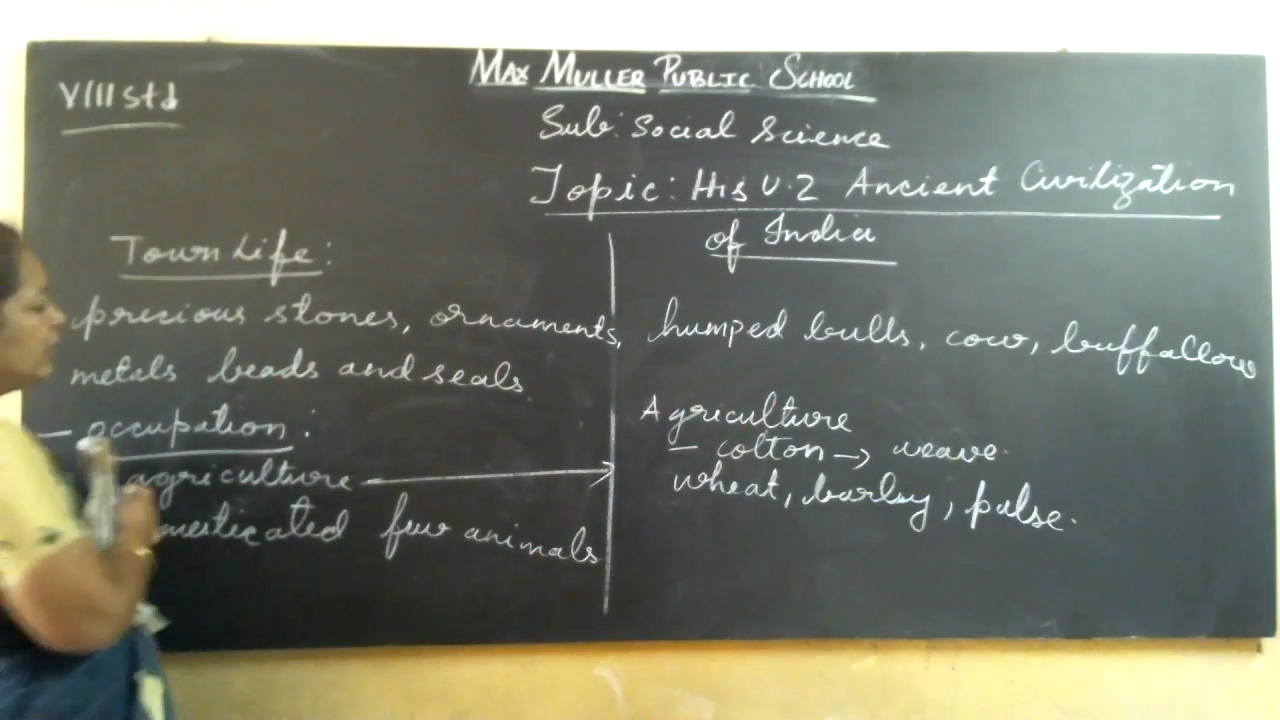 MAX MULLER PUBLIC SCHOOL
VIII std
Sub: Social Science
Topic: His U.2 Ancient Civilization
of India
Town Life:
precious stones, ornaments,
metals beads and seals
– occupation:
agriculture →
mesticated few animals
humped bulls, cow, buffallow
Agriculture
– cotton → weave.
wheat, barley, pulse.